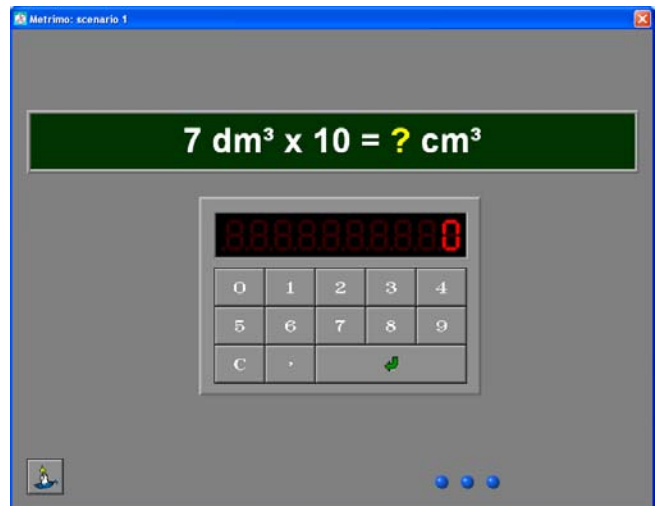 Metrimo: scenario 1
7 dm³ x 10 = ? cm³
0
0 1 2 3 4
5 6 7 8 9
C ,